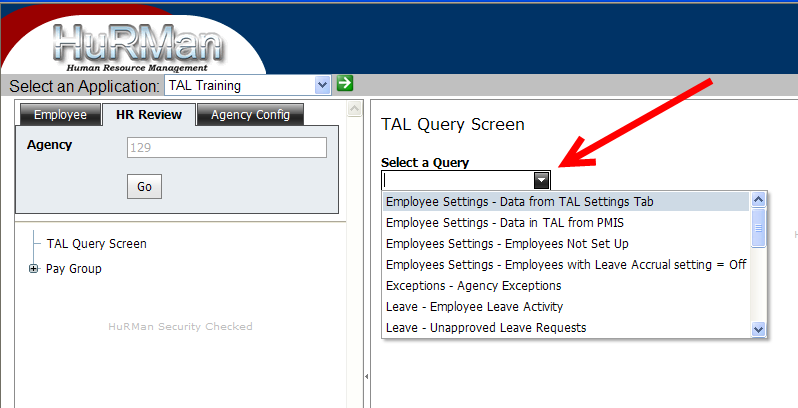 HuRMan
Human Resource Management
Select an Application: TAL Training
Employee HR Review Agency Config
Agency 129
Go
TAL Query Screen
Pay Group
HuRMan Security Checked
TAL Query Screen
Select a Query
Employee Settings - Data from TAL Settings Tab
Employee Settings - Data in TAL from PMIS
Employees Settings - Employees Not Set Up
Employees Settings - Employees with Leave Accrual setting = Off
Exceptions - Agency Exceptions
Leave - Employee Leave Activity
Leave - Unapproved Leave Requests